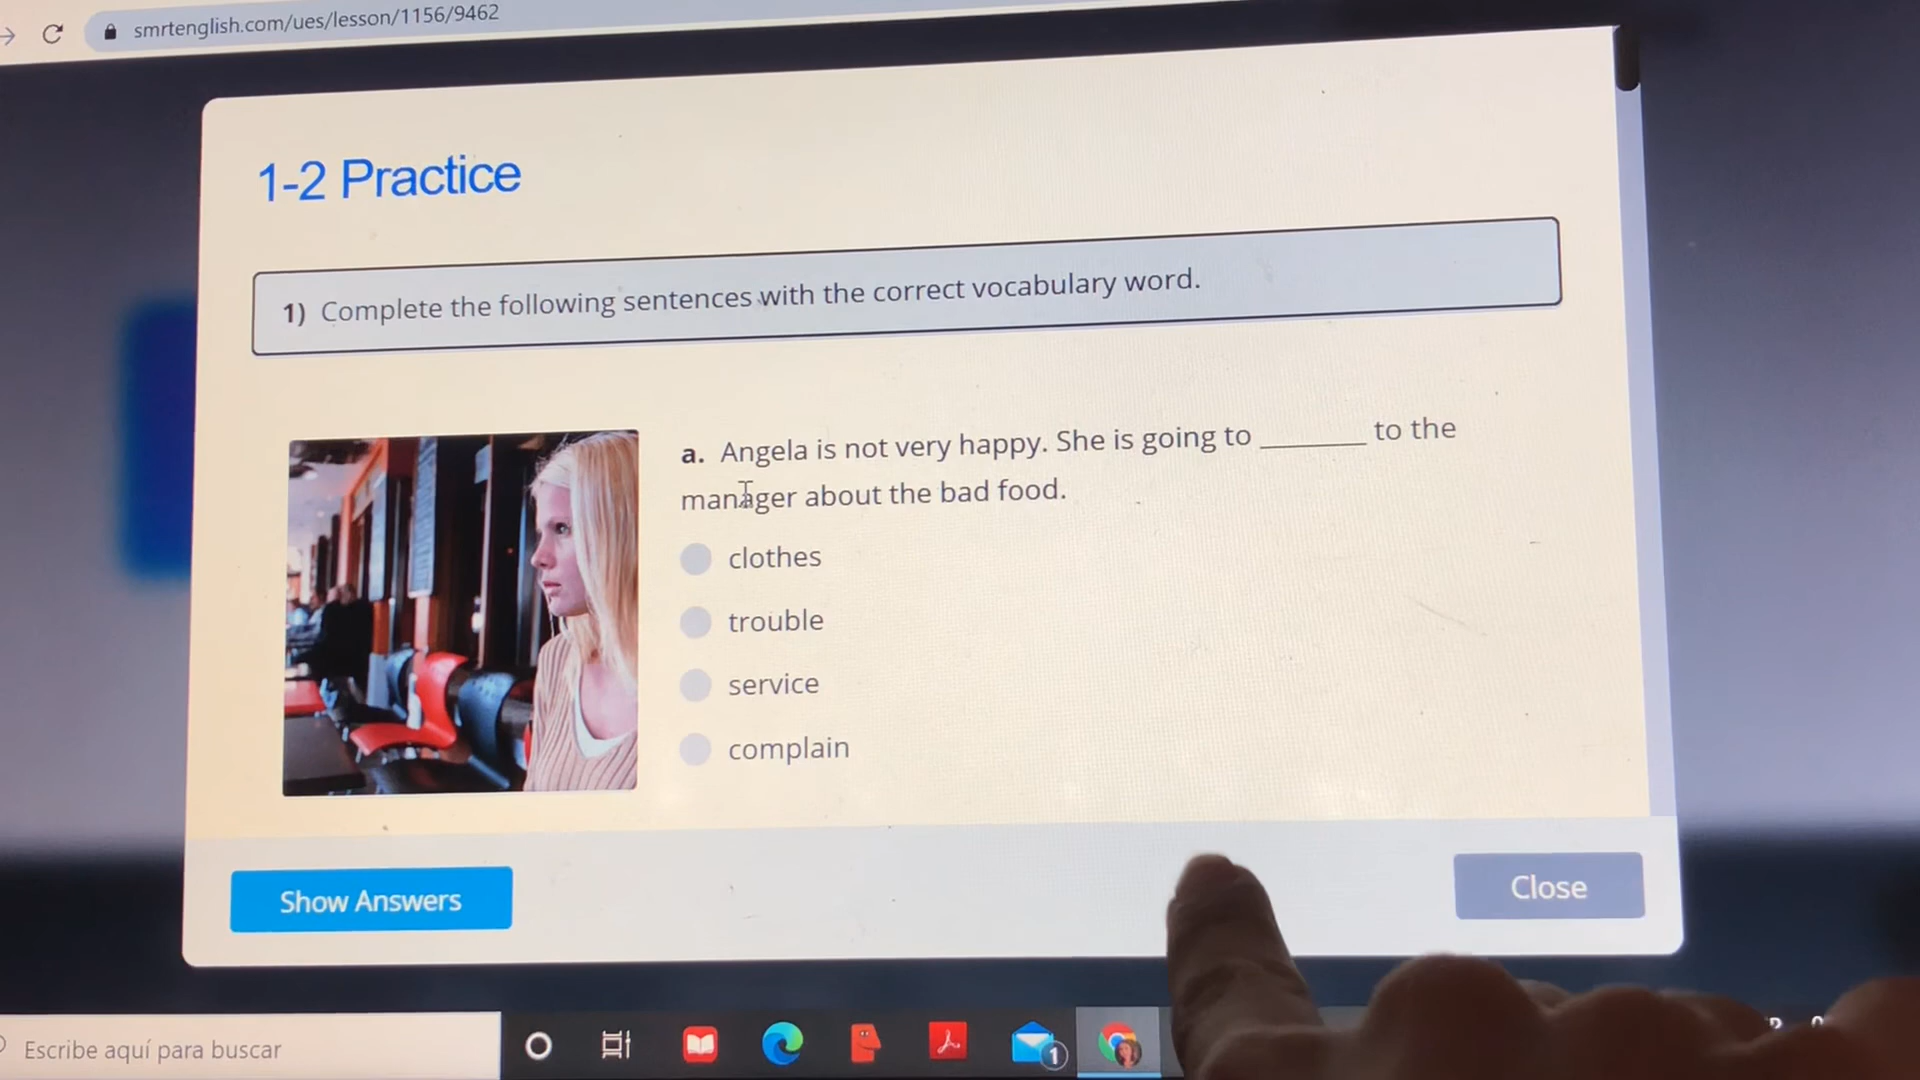 smrtenglish.com/ues/lesson/1156/9462
1-2 Practice
1) Complete the following sentences with the correct vocabulary word.
a. Angela is not very happy. She is going to ________ to the
manager about the bad food.
clothes
trouble
service
complain
Show Answers
Close
Escribe aquí para buscar
1